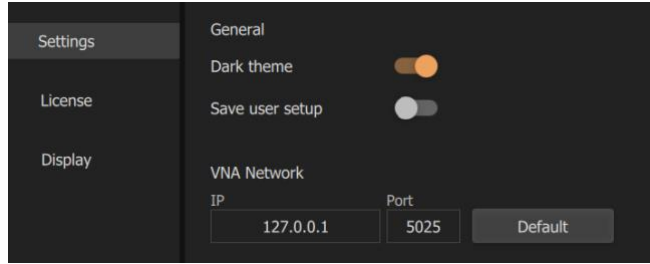 Settings
License
Display
General
Dark theme
Save user setup
VNA Network
IP Port
127.0.0.1 5025 Default